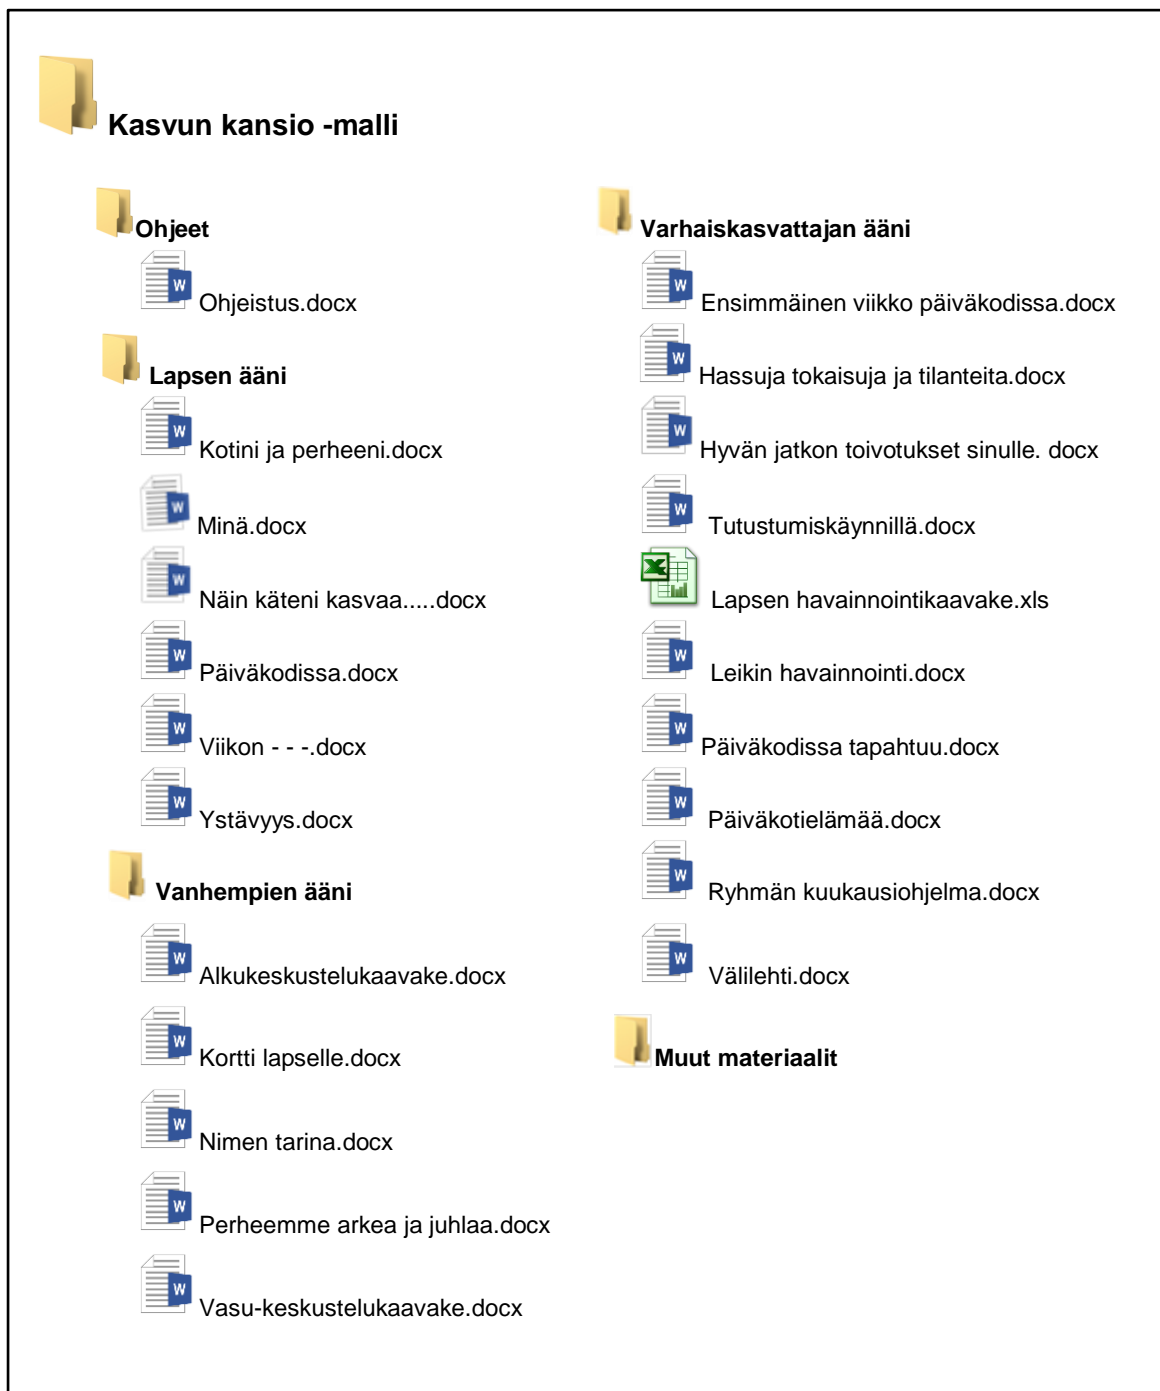 Kasvun kansio -malli
Ohjeet
Ohjeistus.docx
Lapsen ääni
Kotini ja perheeni.docx
Minä.docx
Näin käteni kasvaa.....docx
Päiväkodissa.docx
Viikon - - -.docx
Ystävyys.docx
Vanhempien ääni
Alkukeskustelukaavake.docx
Kortti lapselle.docx
Nimen tarina.docx
Perheemme arkea ja juhlaa.docx
Vasu-keskustelukaavake.docx
Varhaiskasvattajan ääni
Ensimmäinen viikko päiväkodissa.docx
Hassuja tokaisuja ja tilanteita.docx
Hyvän jatkon toivotukset sinulle. docx
Tutustumiskäynnillä.docx
Lapsen havainnointikaavake.xls
Leikin havainnointi.docx
Päiväkodissa tapahtuu.docx
Päiväkotielämää.docx
Ryhmän kuukausiohjelma.docx
Välilehti.docx
Muut materiaalit